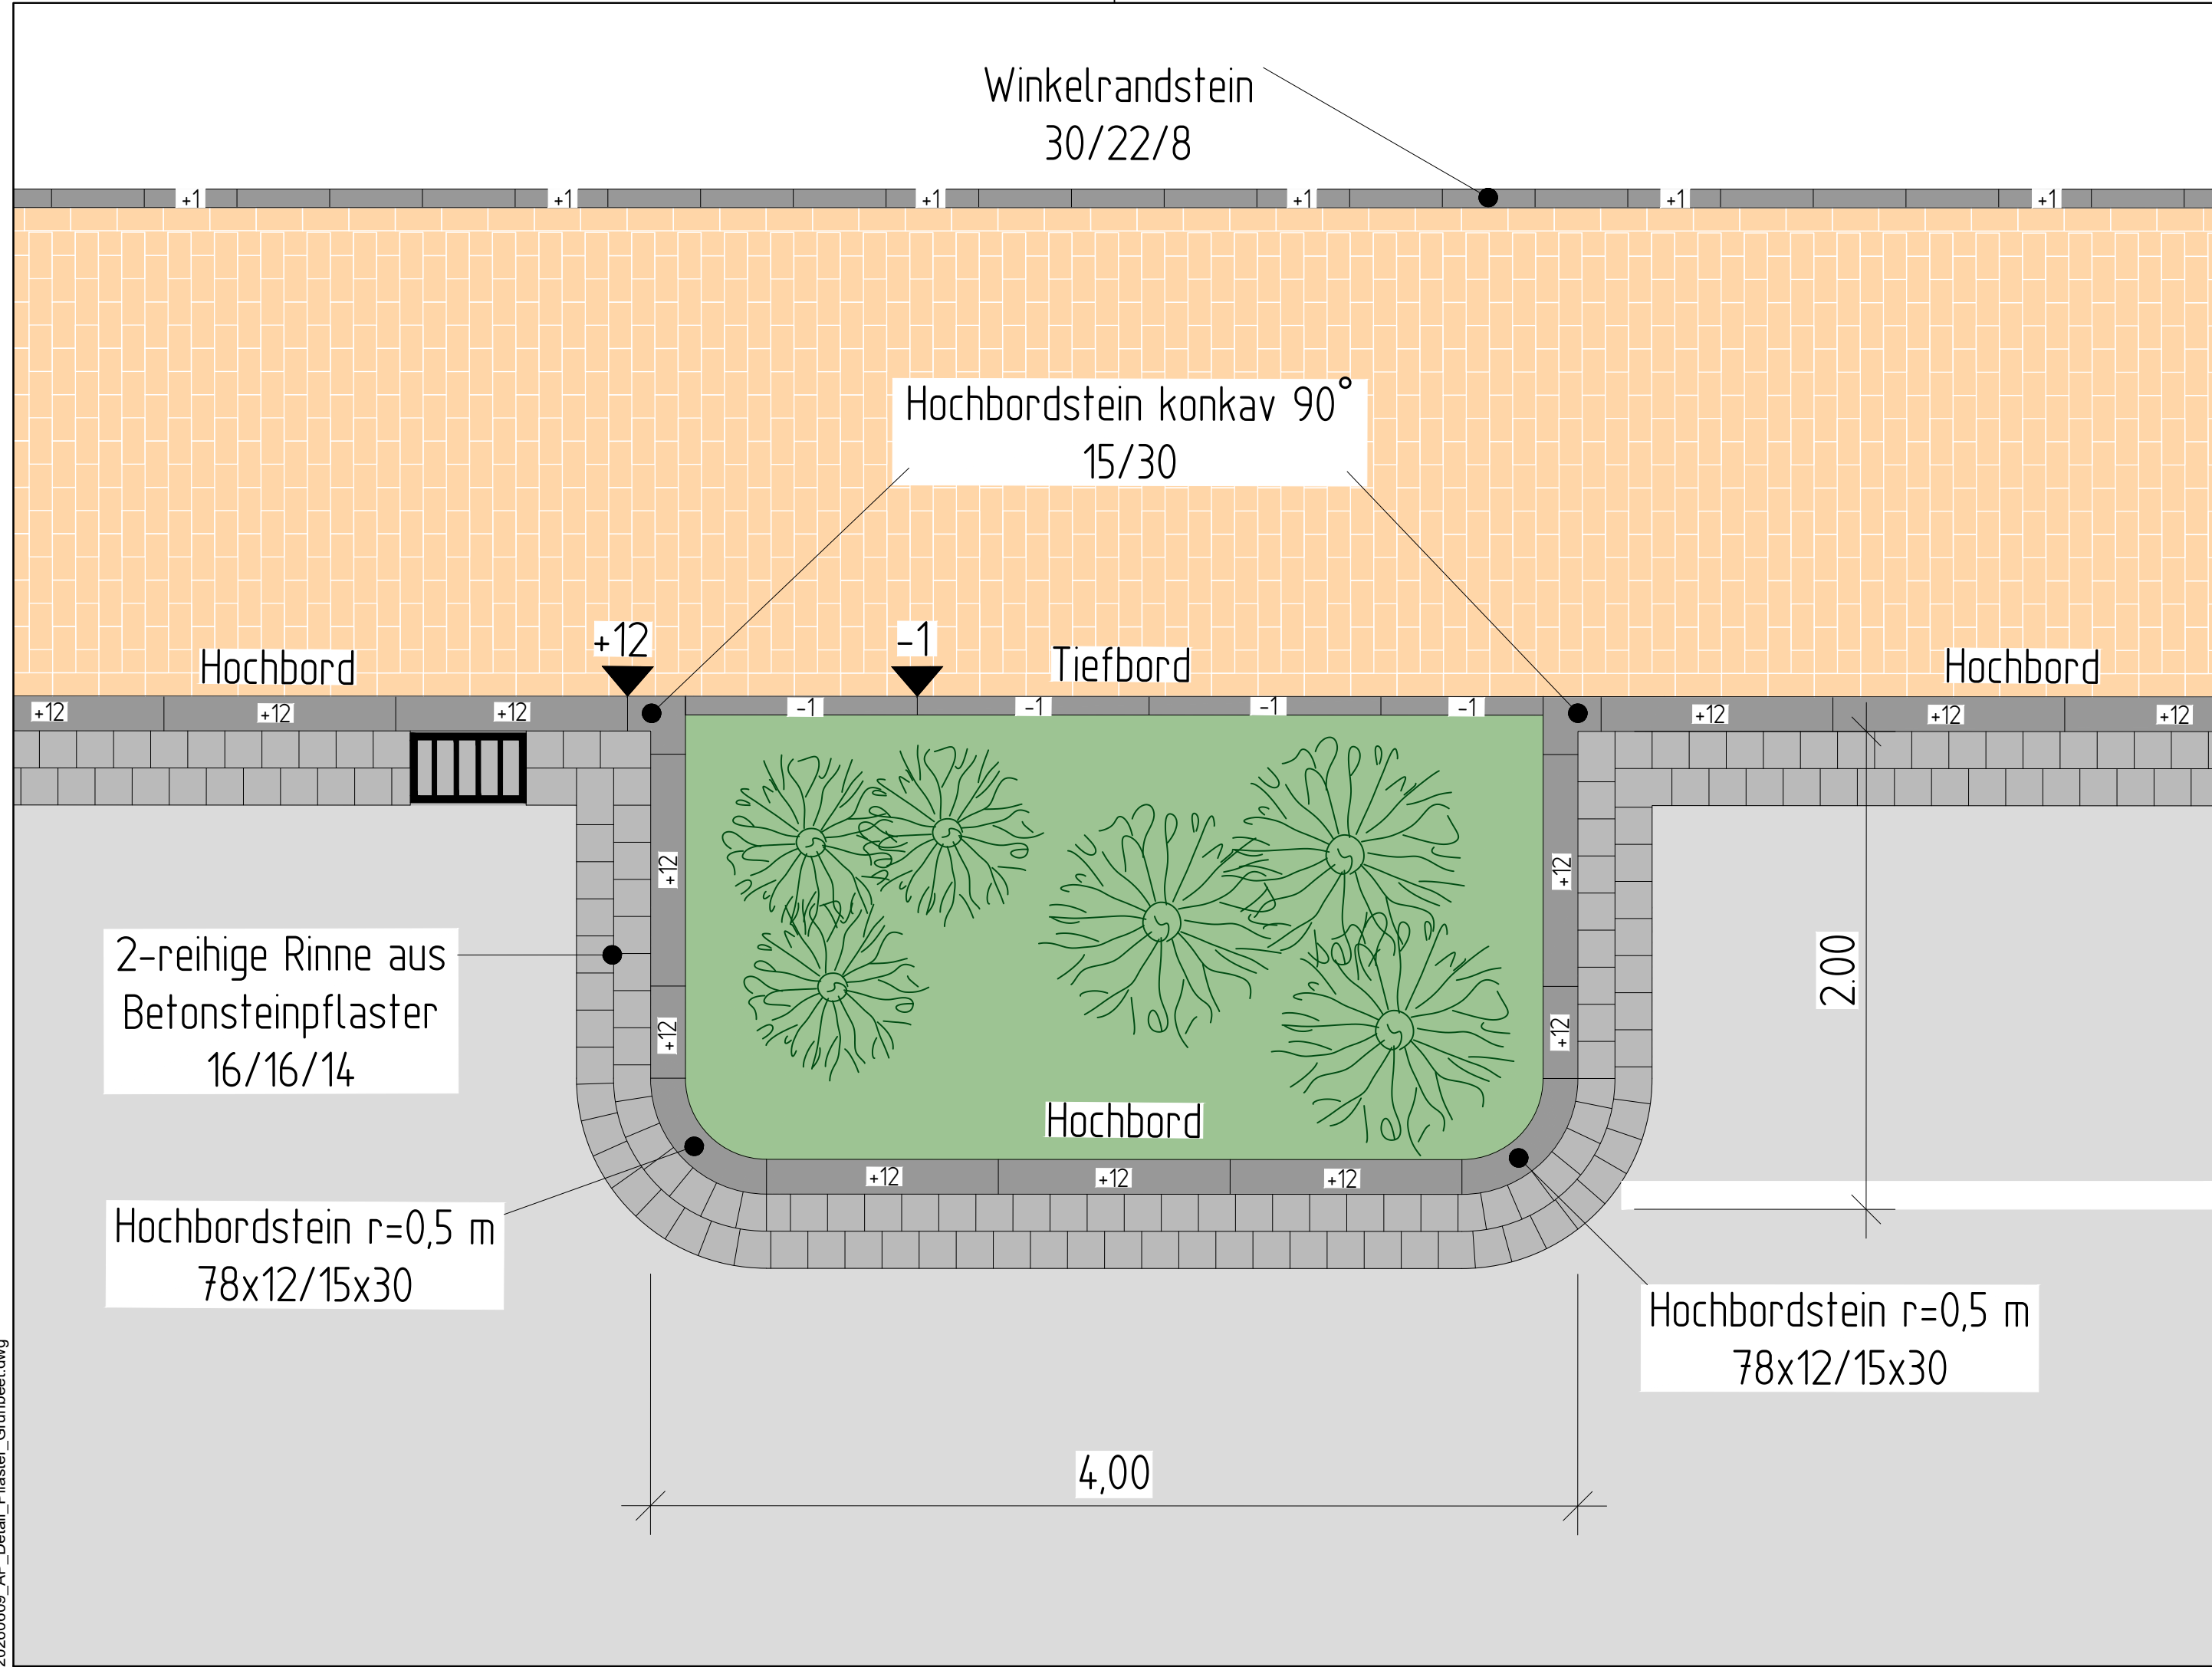 Winkelrandstein
30/22/8
+1
+1
+1
+1
+1
+1
Hochbordstein konkav 90°
15/30
+12
-1
Hochbord
Tiefbord
Hochbord
+12
+12
+12
-1
-1
-1
-1
+12
+12
+12
+12
+12
2-reihige Rinne aus
Betonsteinpflaster
16/16/14
2.00
+12
+12
Hochbord
+12
+12
+12
Hochbordstein r=0,5 m
78x12/15x30
Hochbordstein r=0,5 m
78x12/15x30
4,00